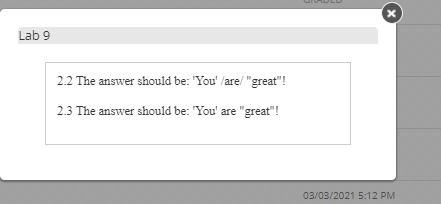 GRADED
Lab 9
2.2 The answer should be: 'You' /are/ "great"!
2.3 The answer should be: 'You' are "great"!
03/03/2021 5:12 PM